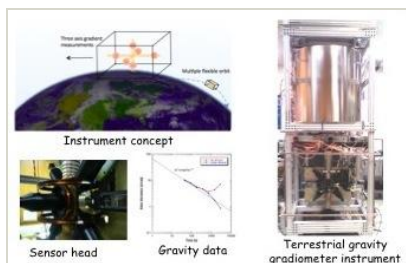 Three axis gradient
measurements
Multiple flexible orbit
Instrument concept
Sensor head
Gravity data
Terrestrial gravity
gradiometer instrument